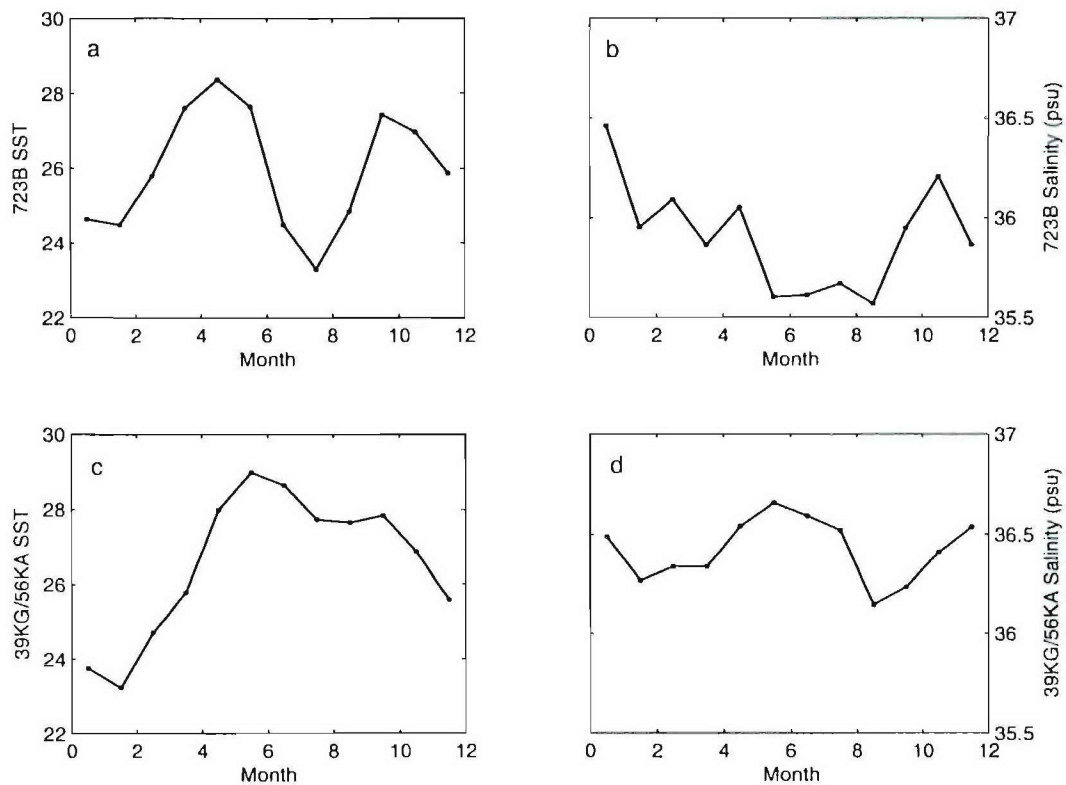 a
30
28
26
24
22
723B SST
0 2 4 6 8 10 12
Month
b
37
36.5
36
35.5
723B Salinity (psu)
0 2 4 6 8 10 12
Month
c
30
28
26
24
22
39KG/56KA SST
0 2 4 6 8 10 12
Month
d
37
36.5
36
35.5
39KG/56KA Salinity (psu)
0 2 4 6 8 10 12
Month